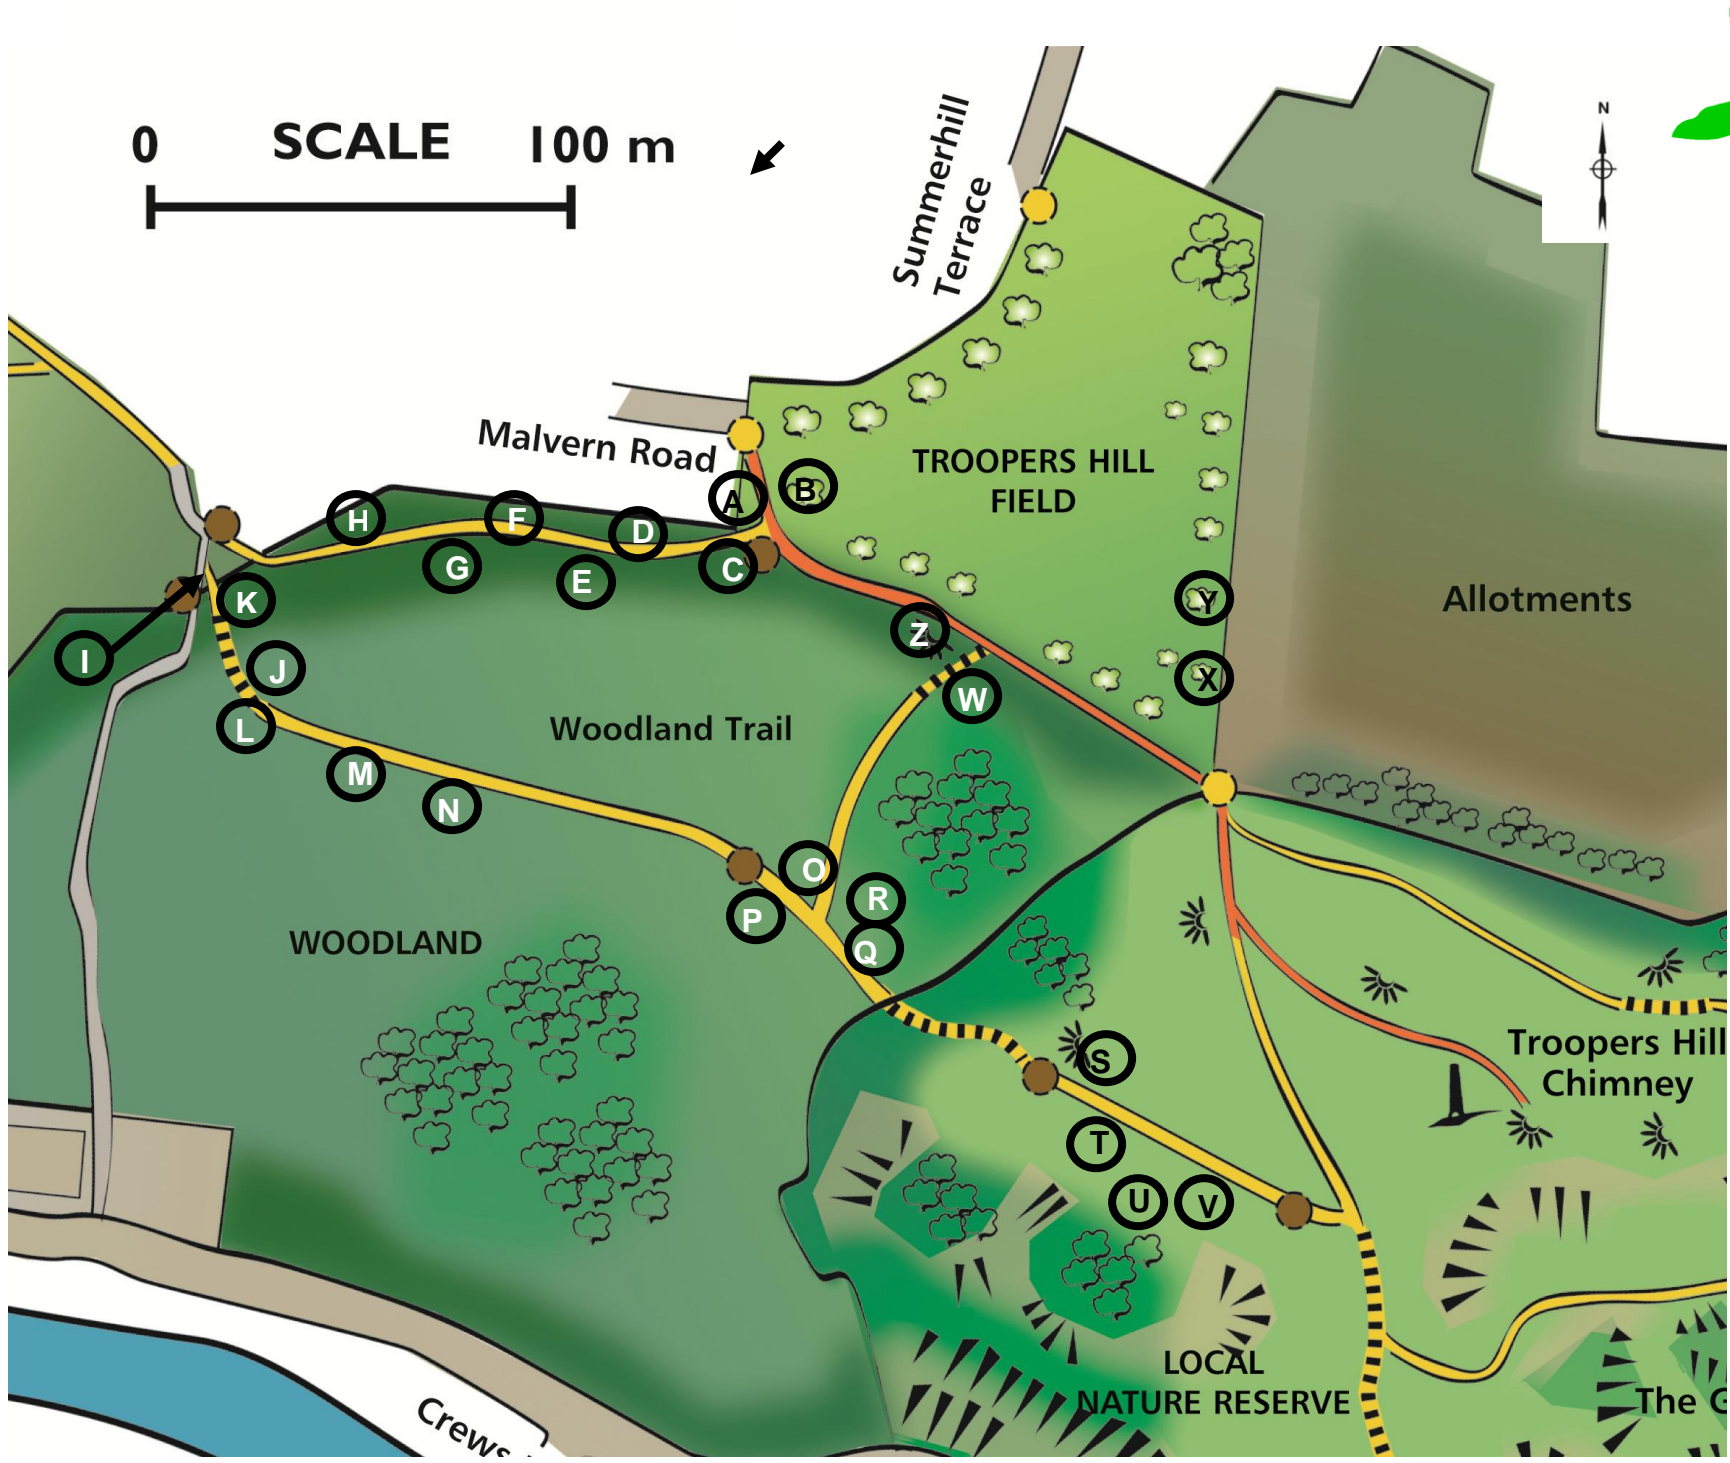 0 SCALE 100 m
N
Summerhill
Terrace
Malvern Road
TROOPERS HILL
FIELD
A
B
H
F
D
G
E
C
Allotments
K
Y
I
J
Z
X
W
L
Woodland Trail
M
N
O
R
P
Q
WOODLAND
S
Troopers Hill
Chimney
T
U
V
LOCAL
NATURE RESERVE
The G
Crews